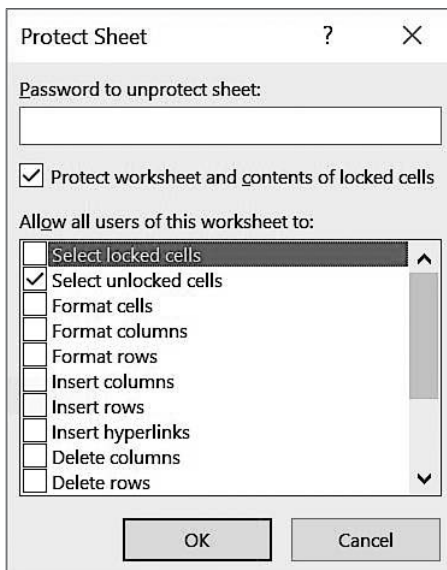 Protect Sheet ? ×
Password to unprotect sheet:
Protect worksheet and contents of locked cells
Allow all users of this worksheet to:
Select locked cells
Select unlocked cells
Format cells
Format columns
Format rows
Insert columns
Insert rows
Insert hyperlinks
Delete columns
Delete rows
OK Cancel